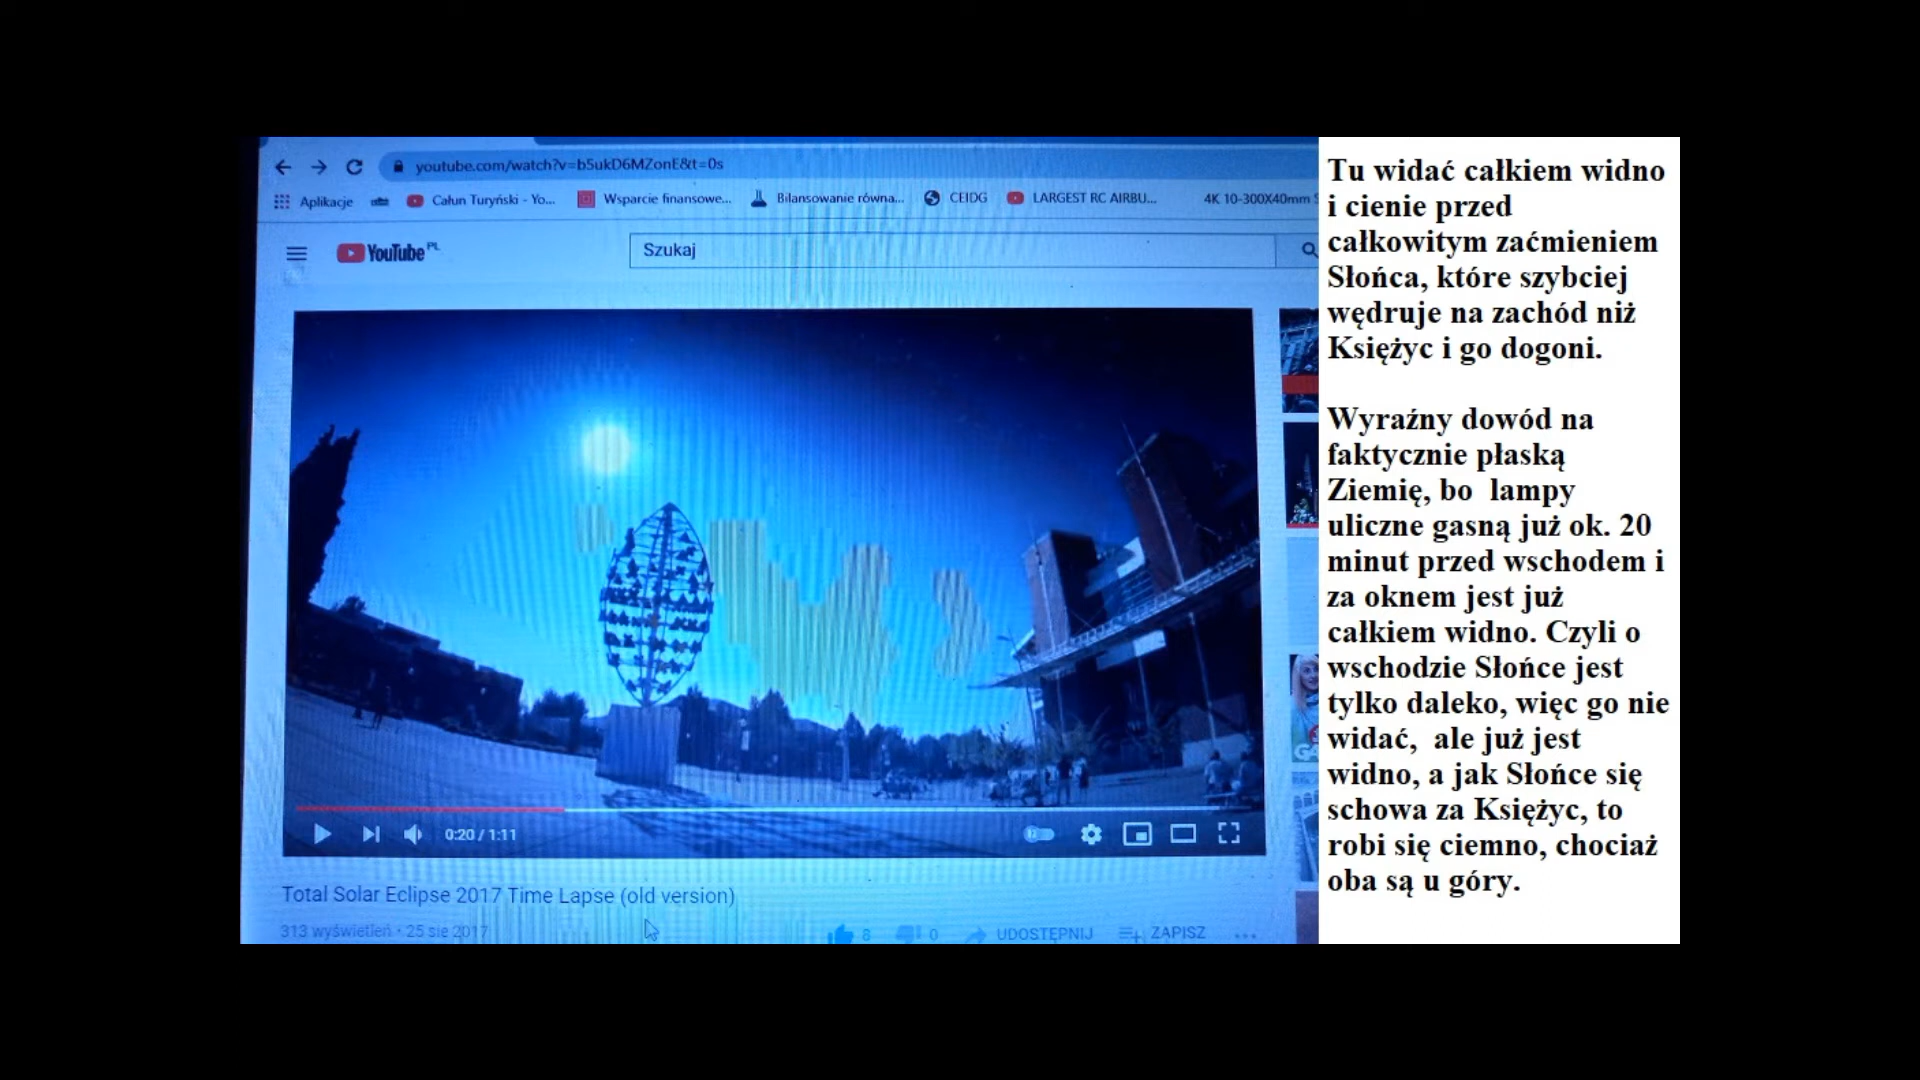 youtube.com/watch?v=b5ukD6MZonE&t=0s
Aplikacje
Całun Turyński - Yo...
Wsparcie finansowe...
Bilansowanie równa...
CEIDG
LARGEST RC AIRBU...
4K 10-300X40mm
YouTube PL
Szukaj
0:20 / 1:11
Total Solar Eclipse 2017 Time Lapse (old version)
313 wyświetleń • 25 sie 2017
8
0
UDOSTĘPNIJ
ZAPISZ
Tu widać całkiem widno
i cienie przed
całkowitym zaćmieniem
Słońca, które szybciej
wędruje na zachód niż
Księżyc i go dogoni.
Wyraźny dowód na
faktycznie płaską
Ziemię, bo lampy
uliczne gasną już ok. 20
minut przed wschodem i
za oknem jest już
całkiem widno. Czyli o
wschodzie Słońce jest
tylko daleko, więc go nie
widać, ale już jest
widno, a jak Słońce się
schowa za Księżyc, to
robi się ciemno, chociaż
oba są u góry.